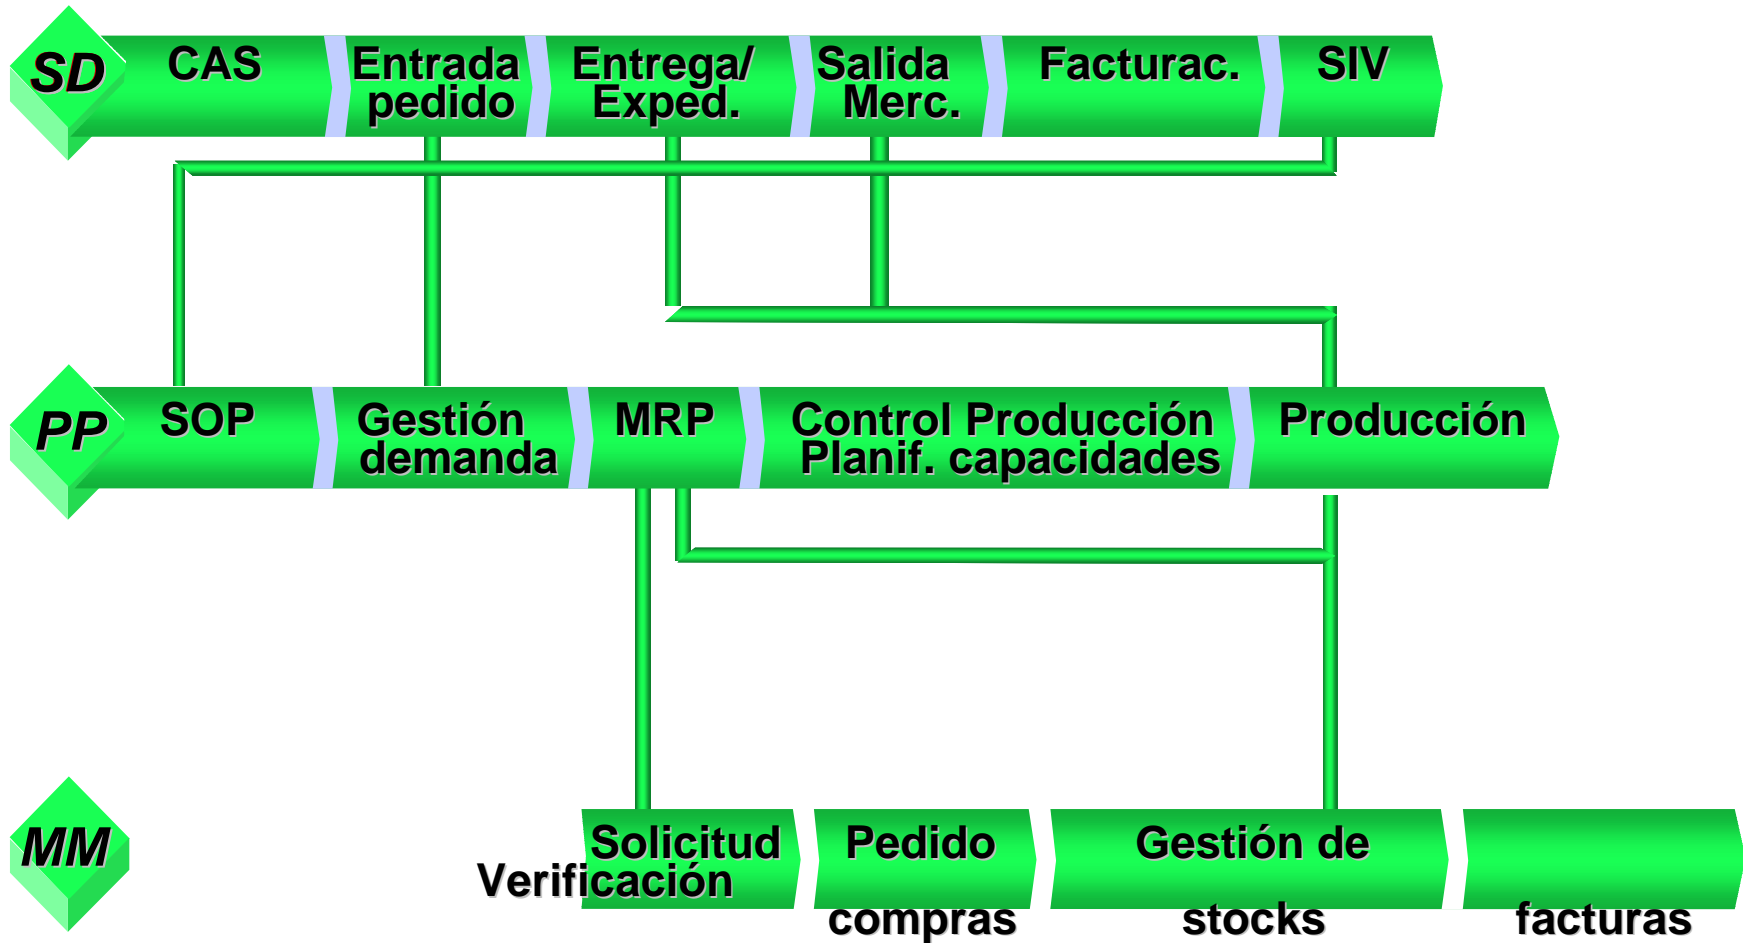 SD
CAS
Entrada
pedido
Entrega/
Exped.
Salida
Merc.
Facturac.
SIV
PP
SOP
Gestión
demanda
MRP
Control Producción
Planif. capacidades
Producción
MM
Solicitud
Verificación
Pedido
compras
Gestión de
stocks
facturas